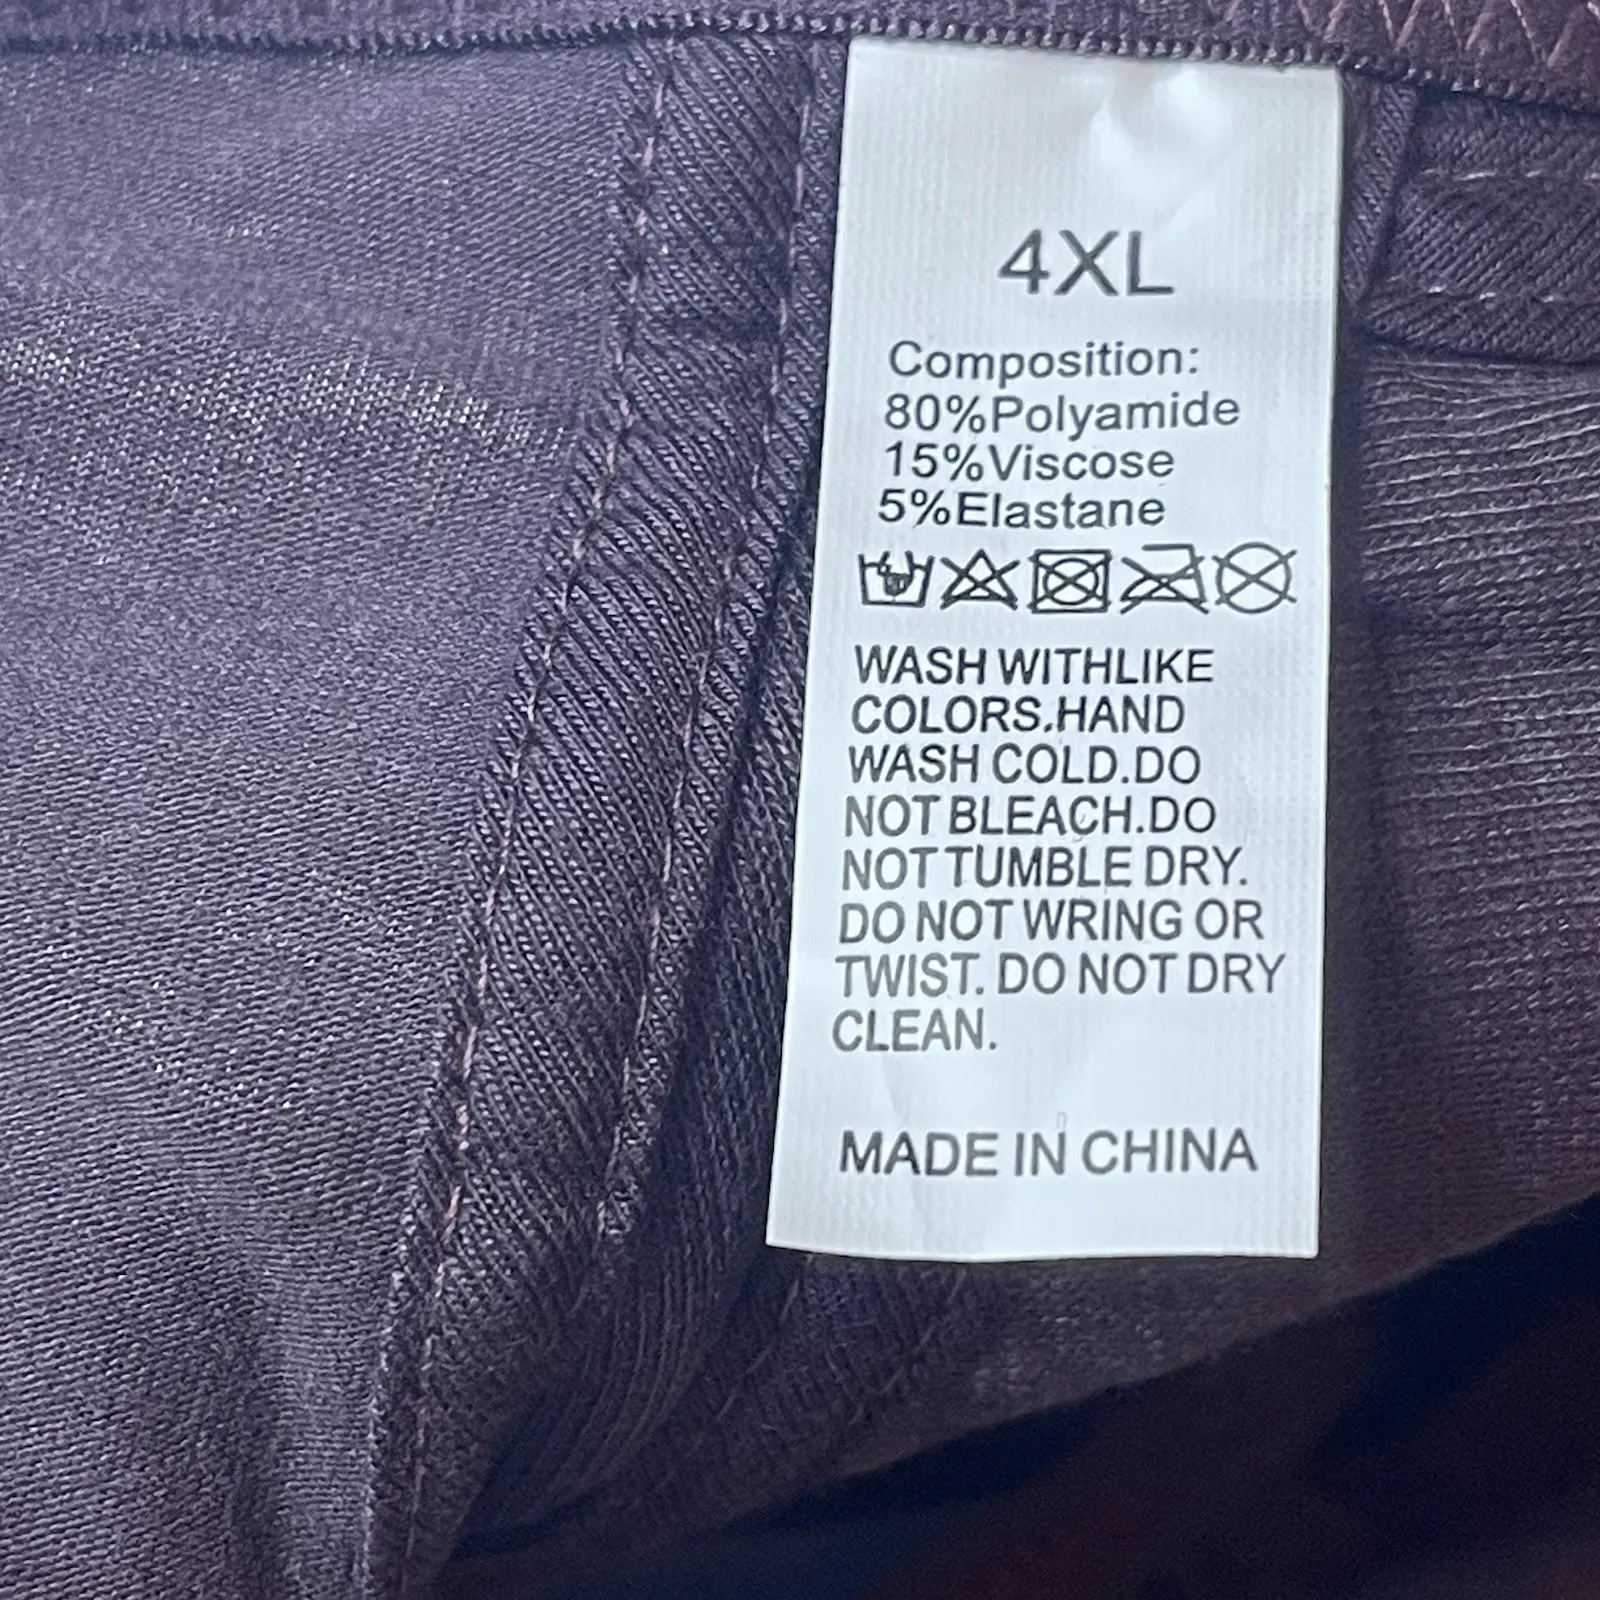 4XL
Composition:
80%Polyamide
15%Viscose
5%Elastane
WASH WITHLIKE
COLORS.HAND
WASH COLD.DO
NOT BLEACH.DO
NOT TUMBLE DRY.
DO NOT WRING OR
TWIST. DO NOT DRY
CLEAN.
MADE IN CHINA